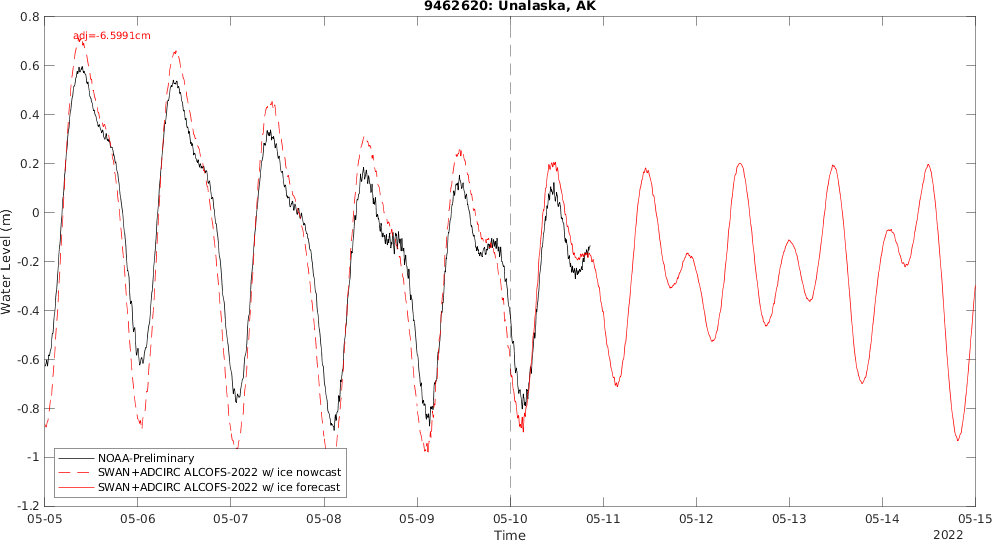 9462620: Unalaska, AK
adj=-6.5991cm
Water Level (m)
0.8
0.6
0.4
0.2
0
-0.2
-0.4
-0.6
-0.8
-1
-1.2
NOAA-Preliminary
SWAN+ADCIRC ALCOFS-2022 w/ ice nowcast
SWAN+ADCIRC ALCOFS-2022 w/ ice forecast
05-05 05-06 05-07 05-08 05-09 05-10 05-11 05-12 05-13 05-14 05-15
Time
2022